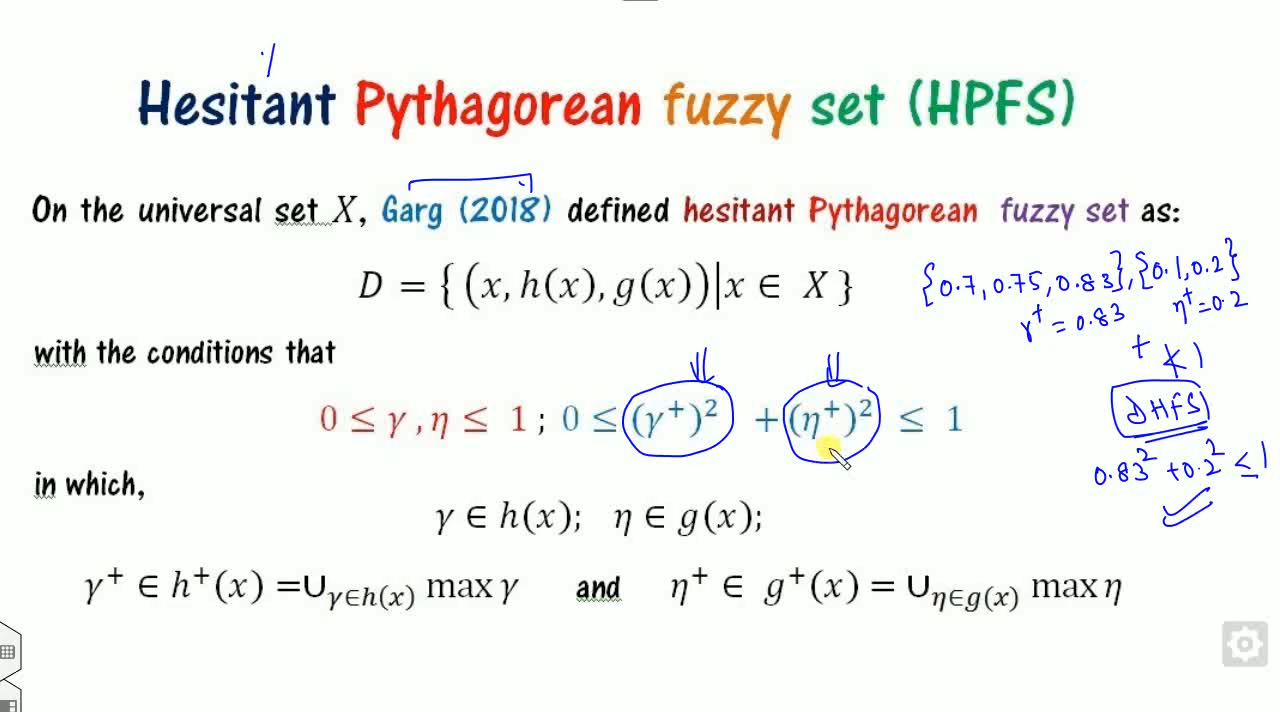 Hesitant Pythagorean fuzzy set (HPFS)
On the universal set X, Garg (2018) defined hesitant Pythagorean fuzzy set as:
D = { (x, h(x), g(x)) | x ∈ X }
{0.7, 0.75, 0.83}, {0.1, 0.2}
γ⁺ = 0.83 η⁺ = 0.2
with the conditions that
+ ≮ 1
0 ≤ γ , η ≤ 1 ; 0 ≤ (γ⁺)² + (η⁺)² ≤ 1
DHFS
0.83² + 0.2² ≤ 1
in which,
γ ∈ h(x); η ∈ g(x);
γ⁺ ∈ h⁺(x) = ∪γ∈h(x) max γ and η⁺ ∈ g⁺(x) = ∪η∈g(x) max η